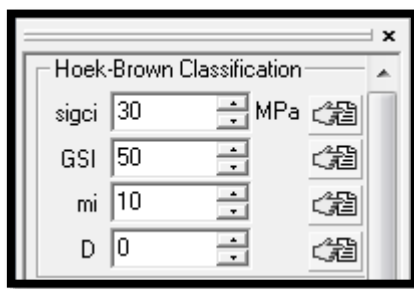 Hoek-Brown Classification
sigci 30 MPa
GSI 50
mi 10
D 0